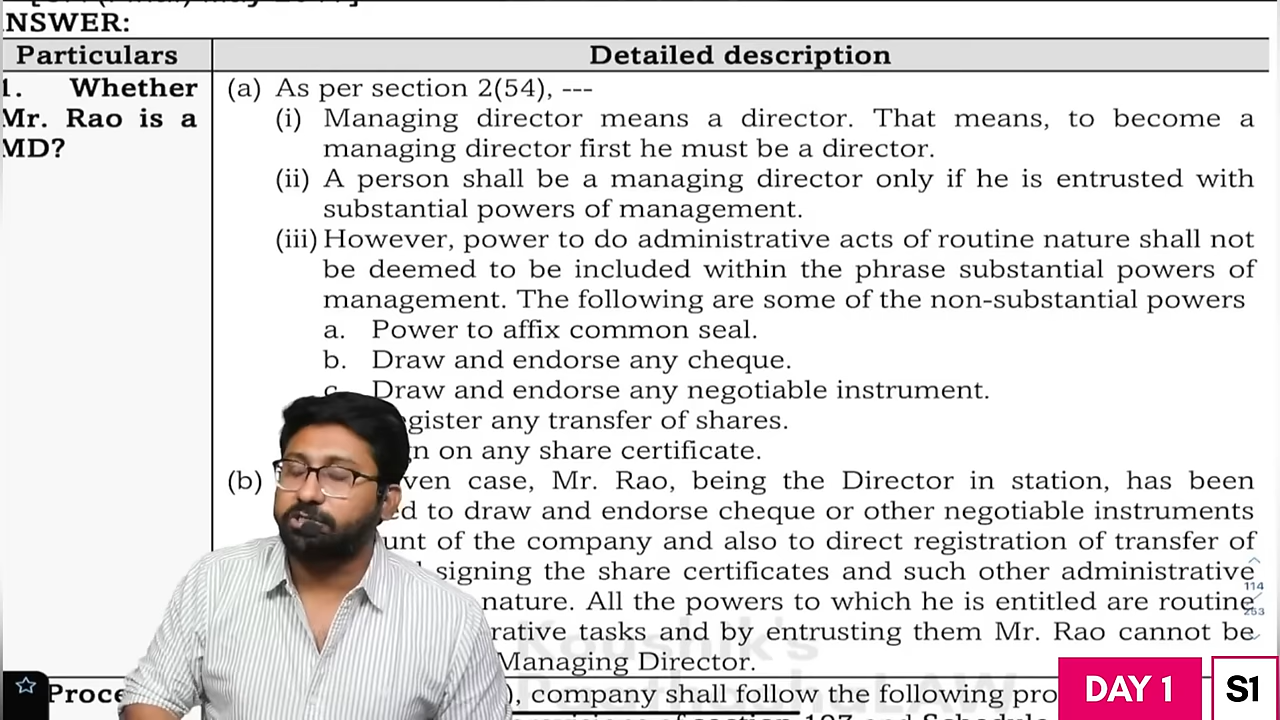 NSWER:
Particulars Detailed description
1. Whether Mr. Rao is a MD?
(a) As per section 2(54), ---
(i) Managing director means a director. That means, to become a
managing director first he must be a director.
(ii) A person shall be a managing director only if he is entrusted with
substantial powers of management.
(iii) However, power to do administrative acts of routine nature shall not
be deemed to be included within the phrase substantial powers of
management. The following are some of the non-substantial powers
a. Power to affix common seal.
b. Draw and endorse any cheque.
c. Draw and endorse any negotiable instrument.
gister any transfer of shares.
n on any share certificate.
(b) ven case, Mr. Rao, being the Director in station, has been
ed to draw and endorse cheque or other negotiable instruments
unt of the company and also to direct registration of transfer of
signing the share certificates and such other administrative
nature. All the powers to which he is entitled are routine
rative tasks and by entrusting them Mr. Rao cannot be
Managing Director.
Proce ), company shall follow the following pro
114
253
Kaushik's
DAY 1
S1